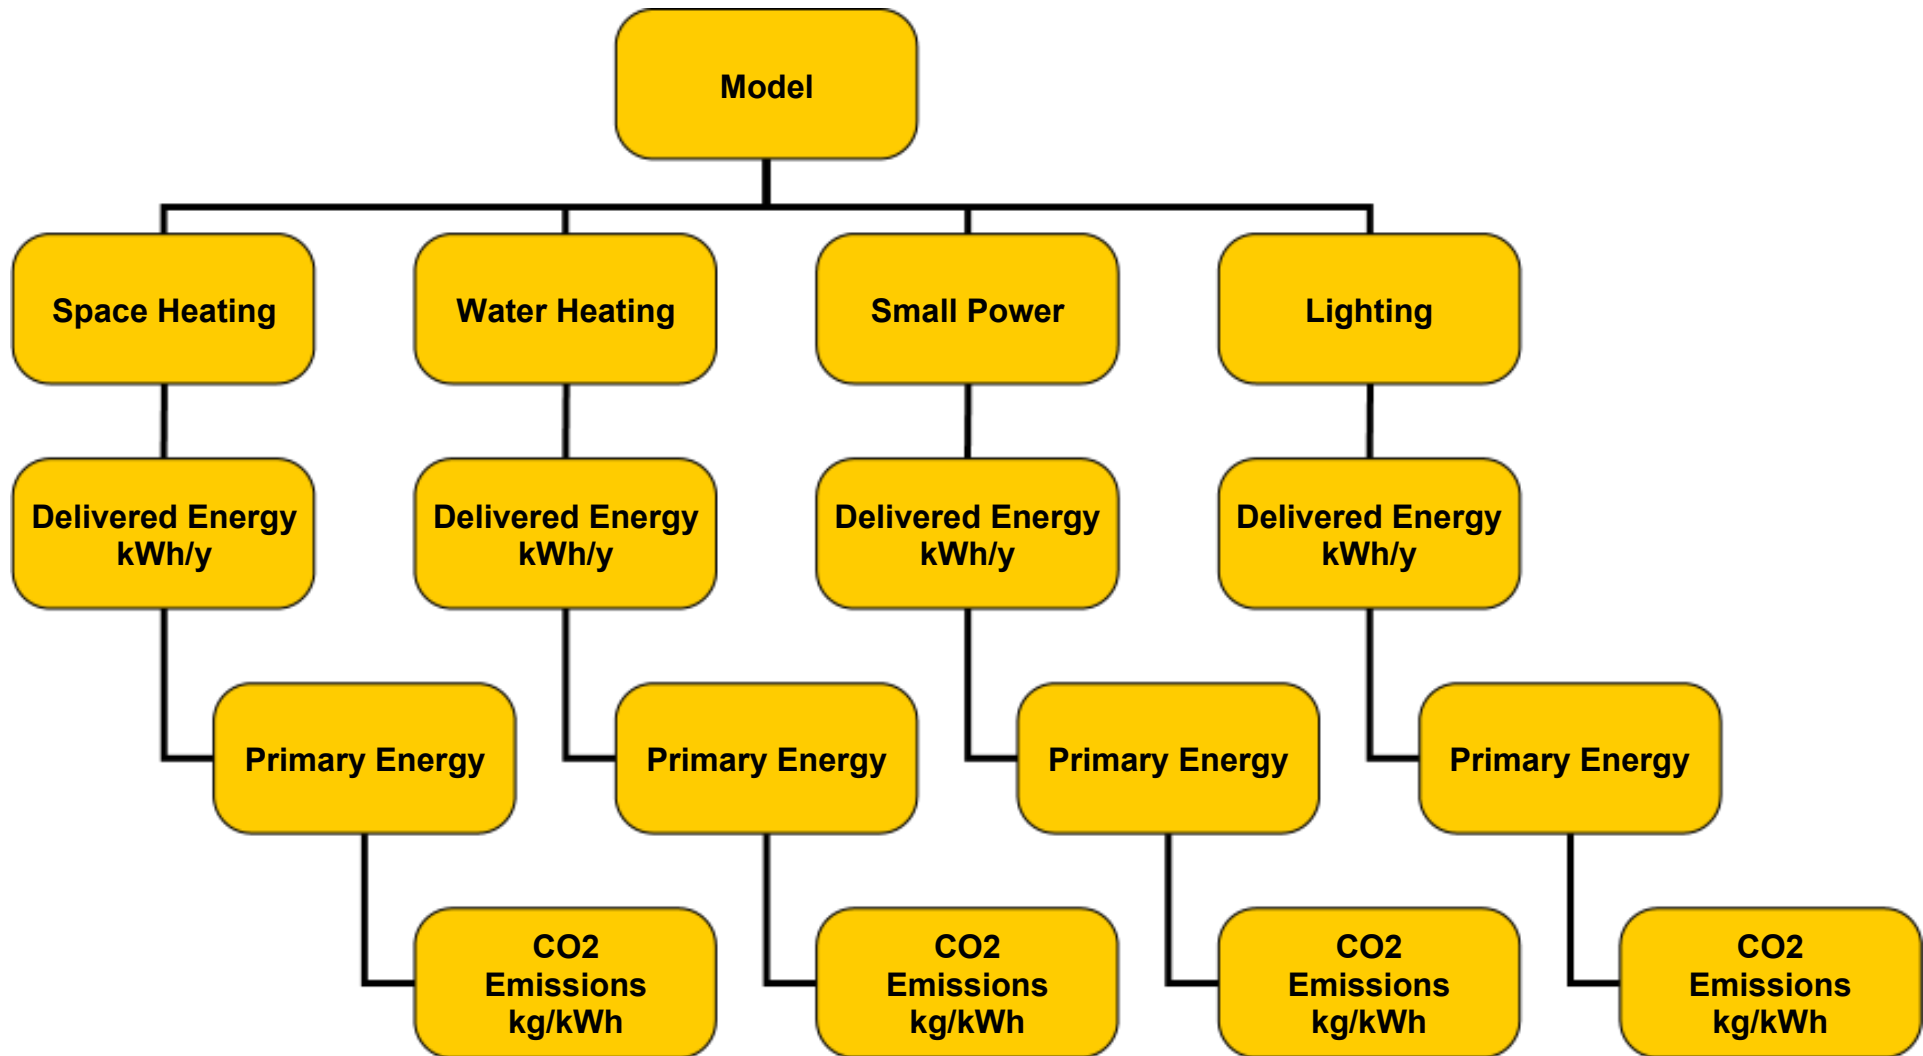 Model
Space Heating
Water Heating
Small Power
Lighting
Delivered Energy
kWh/y
Delivered Energy
kWh/y
Delivered Energy
kWh/y
Delivered Energy
kWh/y
Primary Energy
Primary Energy
Primary Energy
Primary Energy
CO2
Emissions
kg/kWh
CO2
Emissions
kg/kWh
CO2
Emissions
kg/kWh
CO2
Emissions
kg/kWh